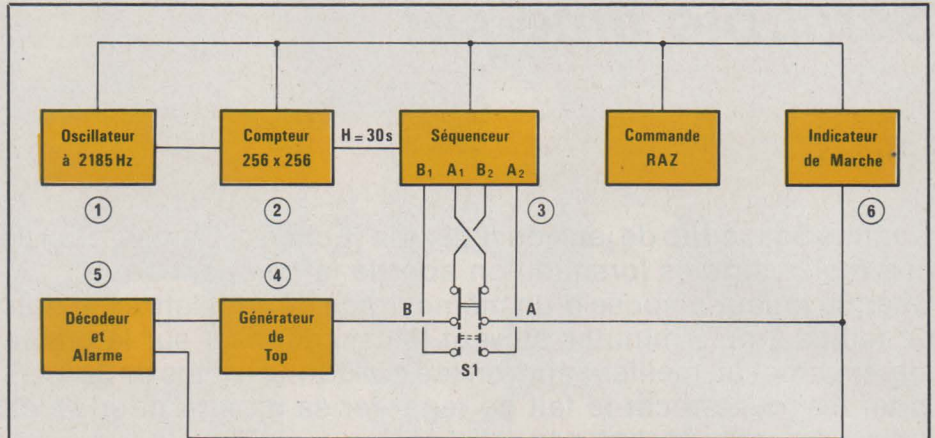 Oscillateur
à 2185 Hz
Compteur
256 x 256
H = 30 s
Séquenceur
B1 A1 B2 A2
Commande
RAZ
Indicateur
de Marche
1
2
3
6
5
4
Décodeur
et
Alarme
Générateur
de
Top
B
A
S1